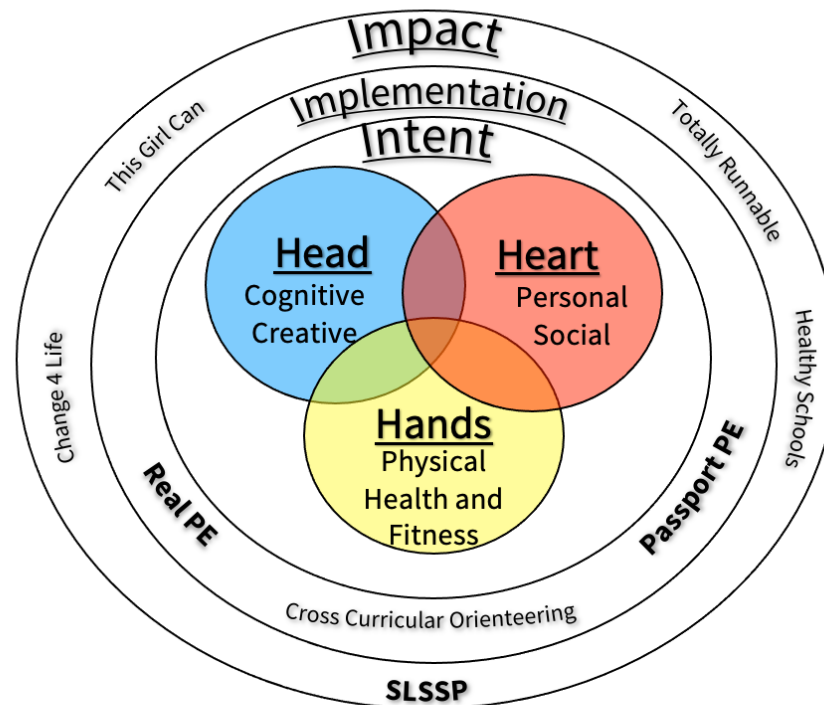 Impact
Implementation
Intent
This Girl Can
Totally Runnable
Head
Cognitive
Creative
Heart
Personal
Social
Change 4 Life
Healthy Schools
Hands
Physical
Health and
Fitness
Real PE
Passport PE
Cross Curricular Orienteering
SLSSP